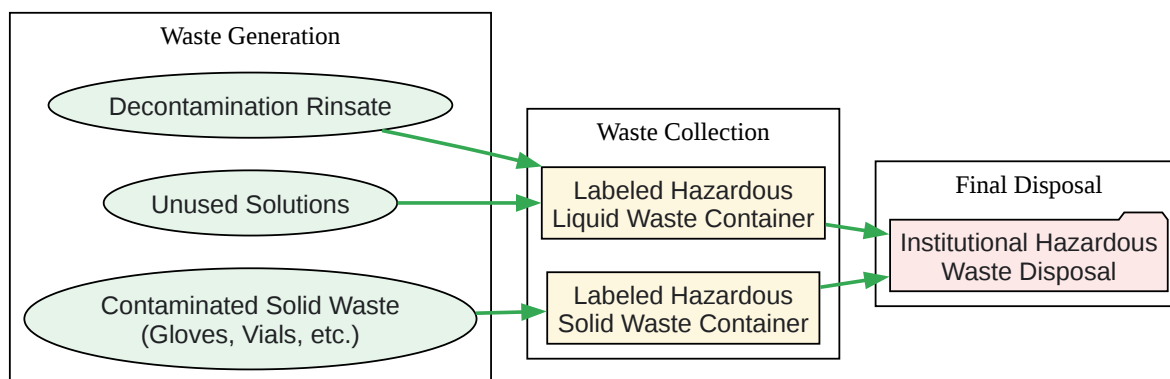 Waste Generation
Decontamination Rinsate
Unused Solutions
Contaminated Solid Waste
(Gloves, Vials, etc.)
Waste Collection
Labeled Hazardous
Liquid Waste Container
Labeled Hazardous
Solid Waste Container
Final Disposal
Institutional Hazardous
Waste Disposal